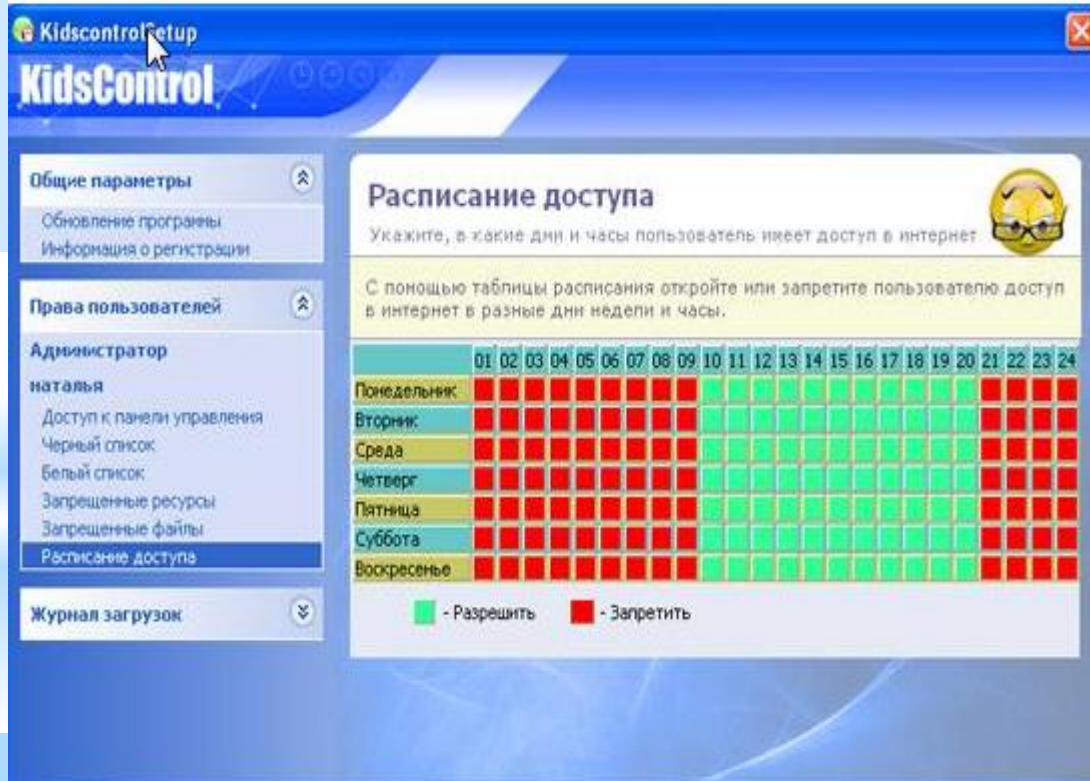 KidscontrolSetup
KidsControl
Общие параметры
Обновление программы
Информация о регистрации
Права пользователей
Администратор
наталья
Доступ к панели управления
Черный список
Белый список
Запрещенные ресурсы
Запрещенные файлы
Расписание доступа
Журнал загрузок
Расписание доступа
Укажите, в какие дни и часы пользователь имеет доступ в интернет
С помощью таблицы расписания откройте или запретите пользователю доступ
в интернет в разные дни недели и часы.
01 02 03 04 05 06 07 08 09 10 11 12 13 14 15 16 17 18 19 20 21 22 23 24
Понедельник
Вторник
Среда
Четверг
Пятница
Суббота
Воскресенье
- Разрешить - Запретить